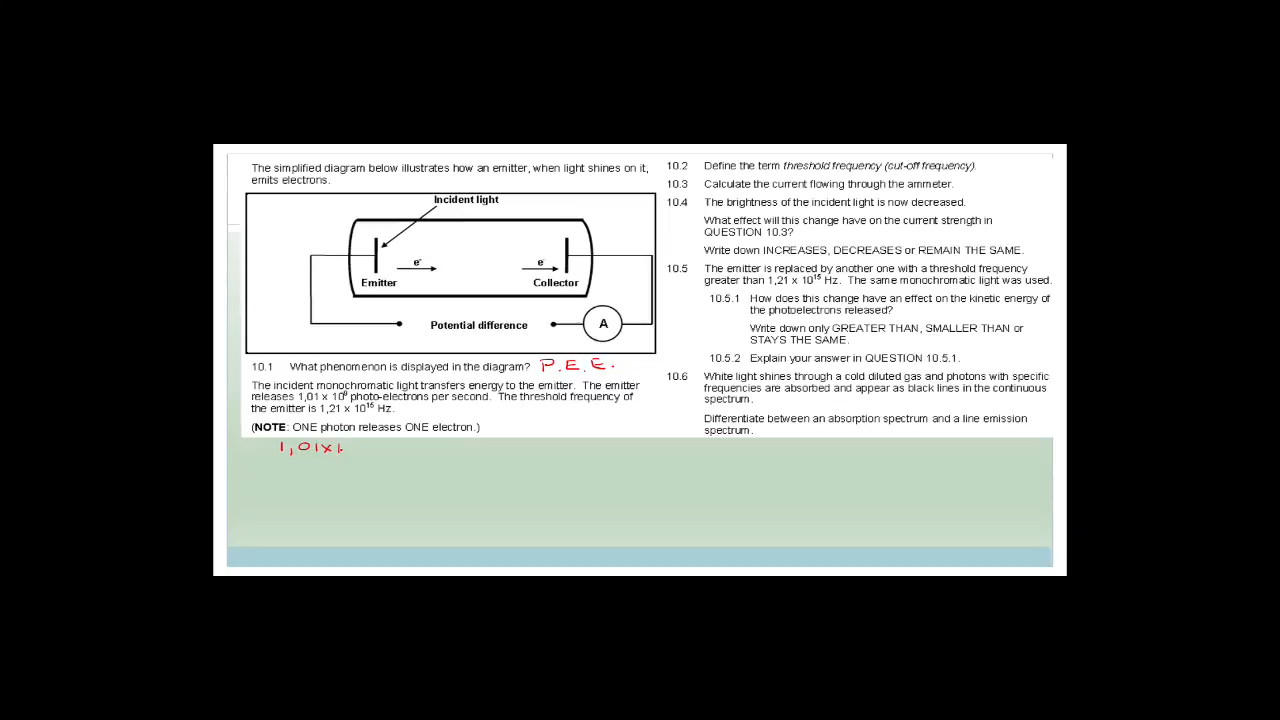 The simplified diagram below illustrates how an emitter, when light shines on it,
emits electrons.
Incident light
e⁻
e⁻
Emitter
Collector
Potential difference
A
10.1 What phenomenon is displayed in the diagram? P.E.E.
The incident monochromatic light transfers energy to the emitter. The emitter
releases 1,01 x 10⁹ photo-electrons per second. The threshold frequency of
the emitter is 1,21 x 10¹⁵ Hz.
(NOTE: ONE photon releases ONE electron.)
1,01x1
10.2 Define the term threshold frequency (cut-off frequency).
10.3 Calculate the current flowing through the ammeter.
10.4 The brightness of the incident light is now decreased.
What effect will this change have on the current strength in
QUESTION 10.3?
Write down INCREASES, DECREASES or REMAIN THE SAME.
10.5 The emitter is replaced by another one with a threshold frequency
greater than 1,21 x 10¹⁵ Hz. The same monochromatic light was used.
10.5.1 How does this change have an effect on the kinetic energy of
the photoelectrons released?
Write down only GREATER THAN, SMALLER THAN or
STAYS THE SAME.
10.5.2 Explain your answer in QUESTION 10.5.1.
10.6 White light shines through a cold diluted gas and photons with specific
frequencies are absorbed and appear as black lines in the continuous
spectrum.
Differentiate between an absorption spectrum and a line emission
spectrum.